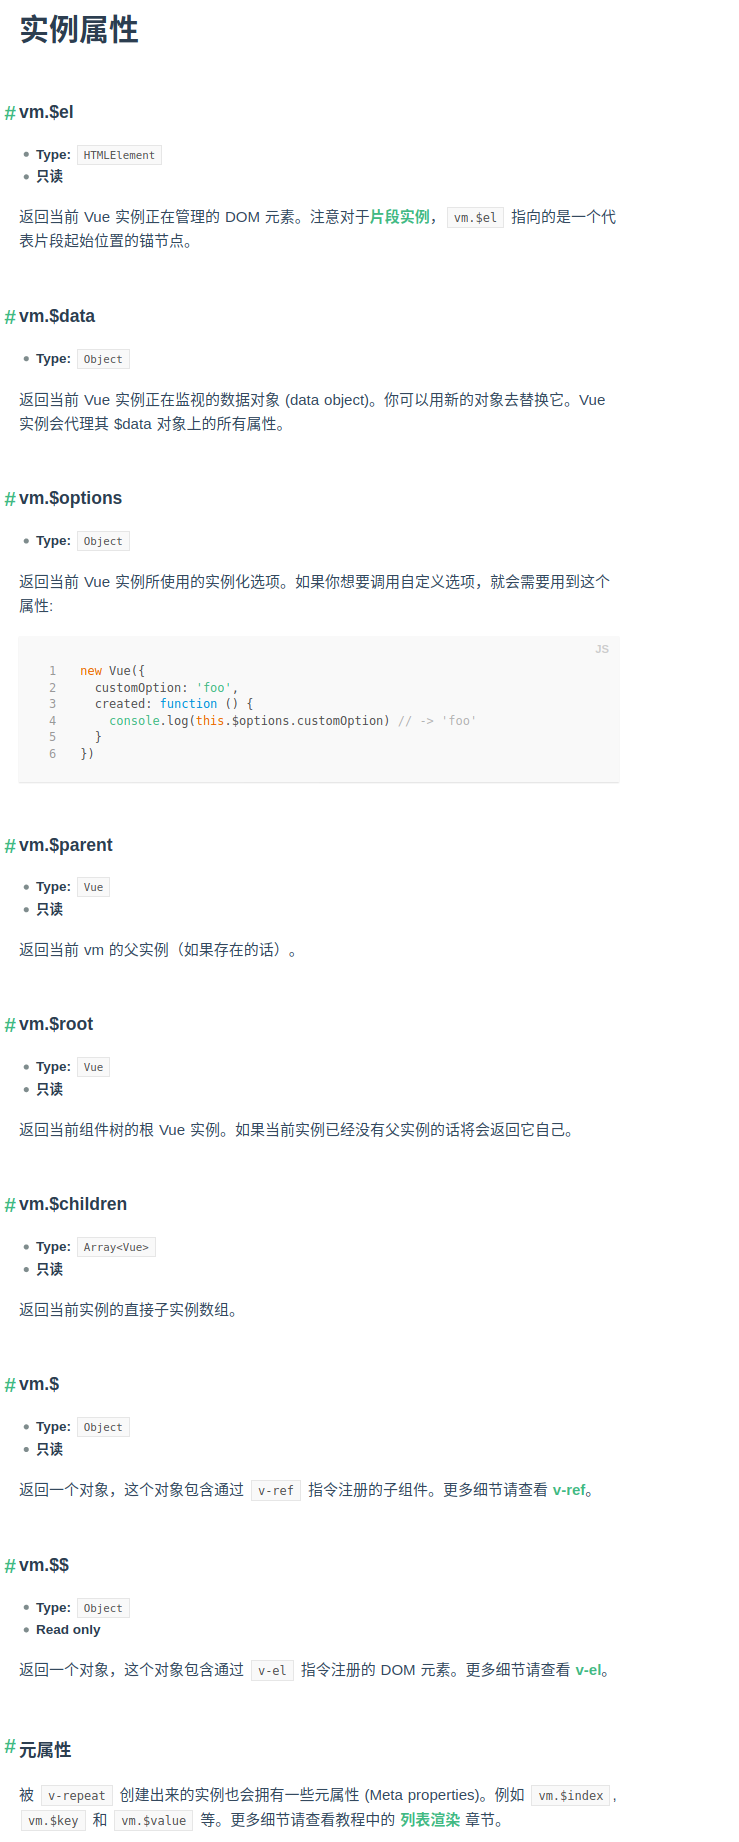 实例属性
# vm.$el
Type: HTMLElement
只读
返回当前 Vue 实例正在管理的 DOM 元素。注意对于片段实例，vm.$el 指向的是一个代
表片段起始位置的锚节点。
# vm.$data
Type: Object
返回当前 Vue 实例正在监视的数据对象 (data object)。你可以用新的对象去替换它。Vue
实例会代理其 $data 对象上的所有属性。
# vm.$options
Type: Object
返回当前 Vue 实例所使用的实例化选项。如果你想要调用自定义选项，就会需要用到这个
属性:
JS
1 new Vue({
2   customOption: 'foo',
3   created: function () {
4     console.log(this.$options.customOption) // -> 'foo'
5   }
6 })
# vm.$parent
Type: Vue
只读
返回当前 vm 的父实例（如果存在的话）。
# vm.$root
Type: Vue
只读
返回当前组件树的根 Vue 实例。如果当前实例已经没有父实例的话将会返回它自己。
# vm.$children
Type: Array<Vue>
只读
返回当前实例的直接子实例数组。
# vm.$
Type: Object
只读
返回一个对象，这个对象包含通过 v-ref 指令注册的子组件。更多细节请查看 v-ref。
# vm.$$
Type: Object
Read only
返回一个对象，这个对象包含通过 v-el 指令注册的 DOM 元素。更多细节请查看 v-el。
# 元属性
被 v-repeat 创建出来的实例也会拥有一些元属性 (Meta properties)。例如 vm.$index,
vm.$key 和 vm.$value 等。更多细节请查看教程中的 列表渲染 章节。